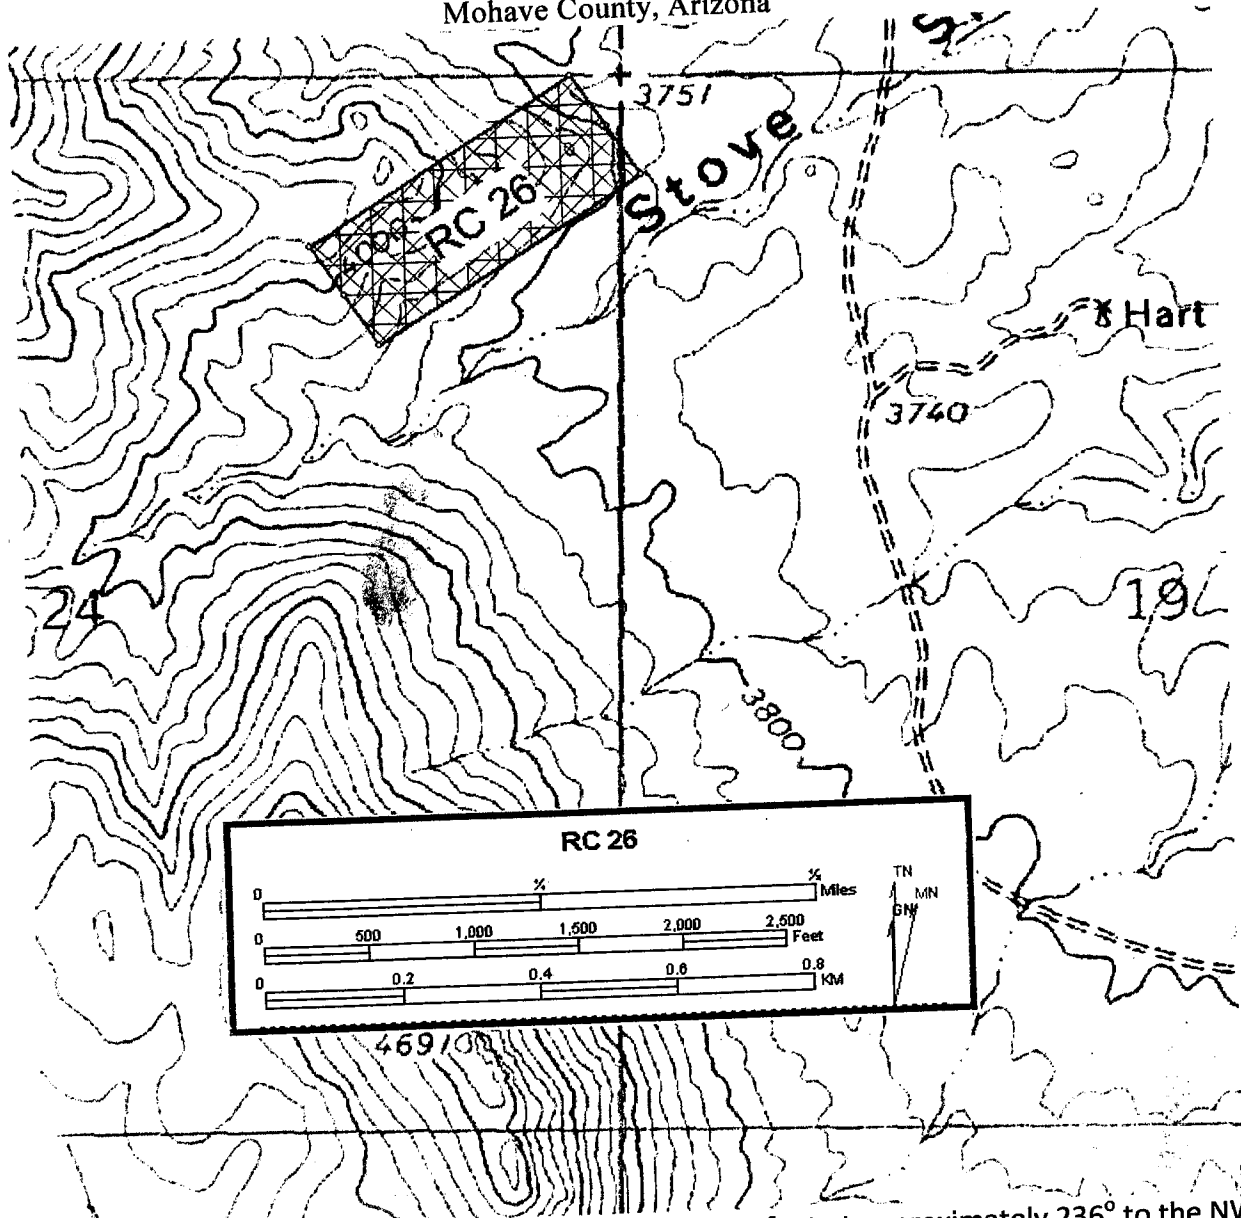 Mohave County, Arizona
S
3751
Stove
RC 26
4000
Hart
3740
24
19
3800
RC 26
0 ¼ ½ Miles
0 500 1,000 1,500 2,000 2,500 Feet
0 0.2 0.4 0.6 0.8 KM
TN
MN
GN
4691
approximately 236° to the NW